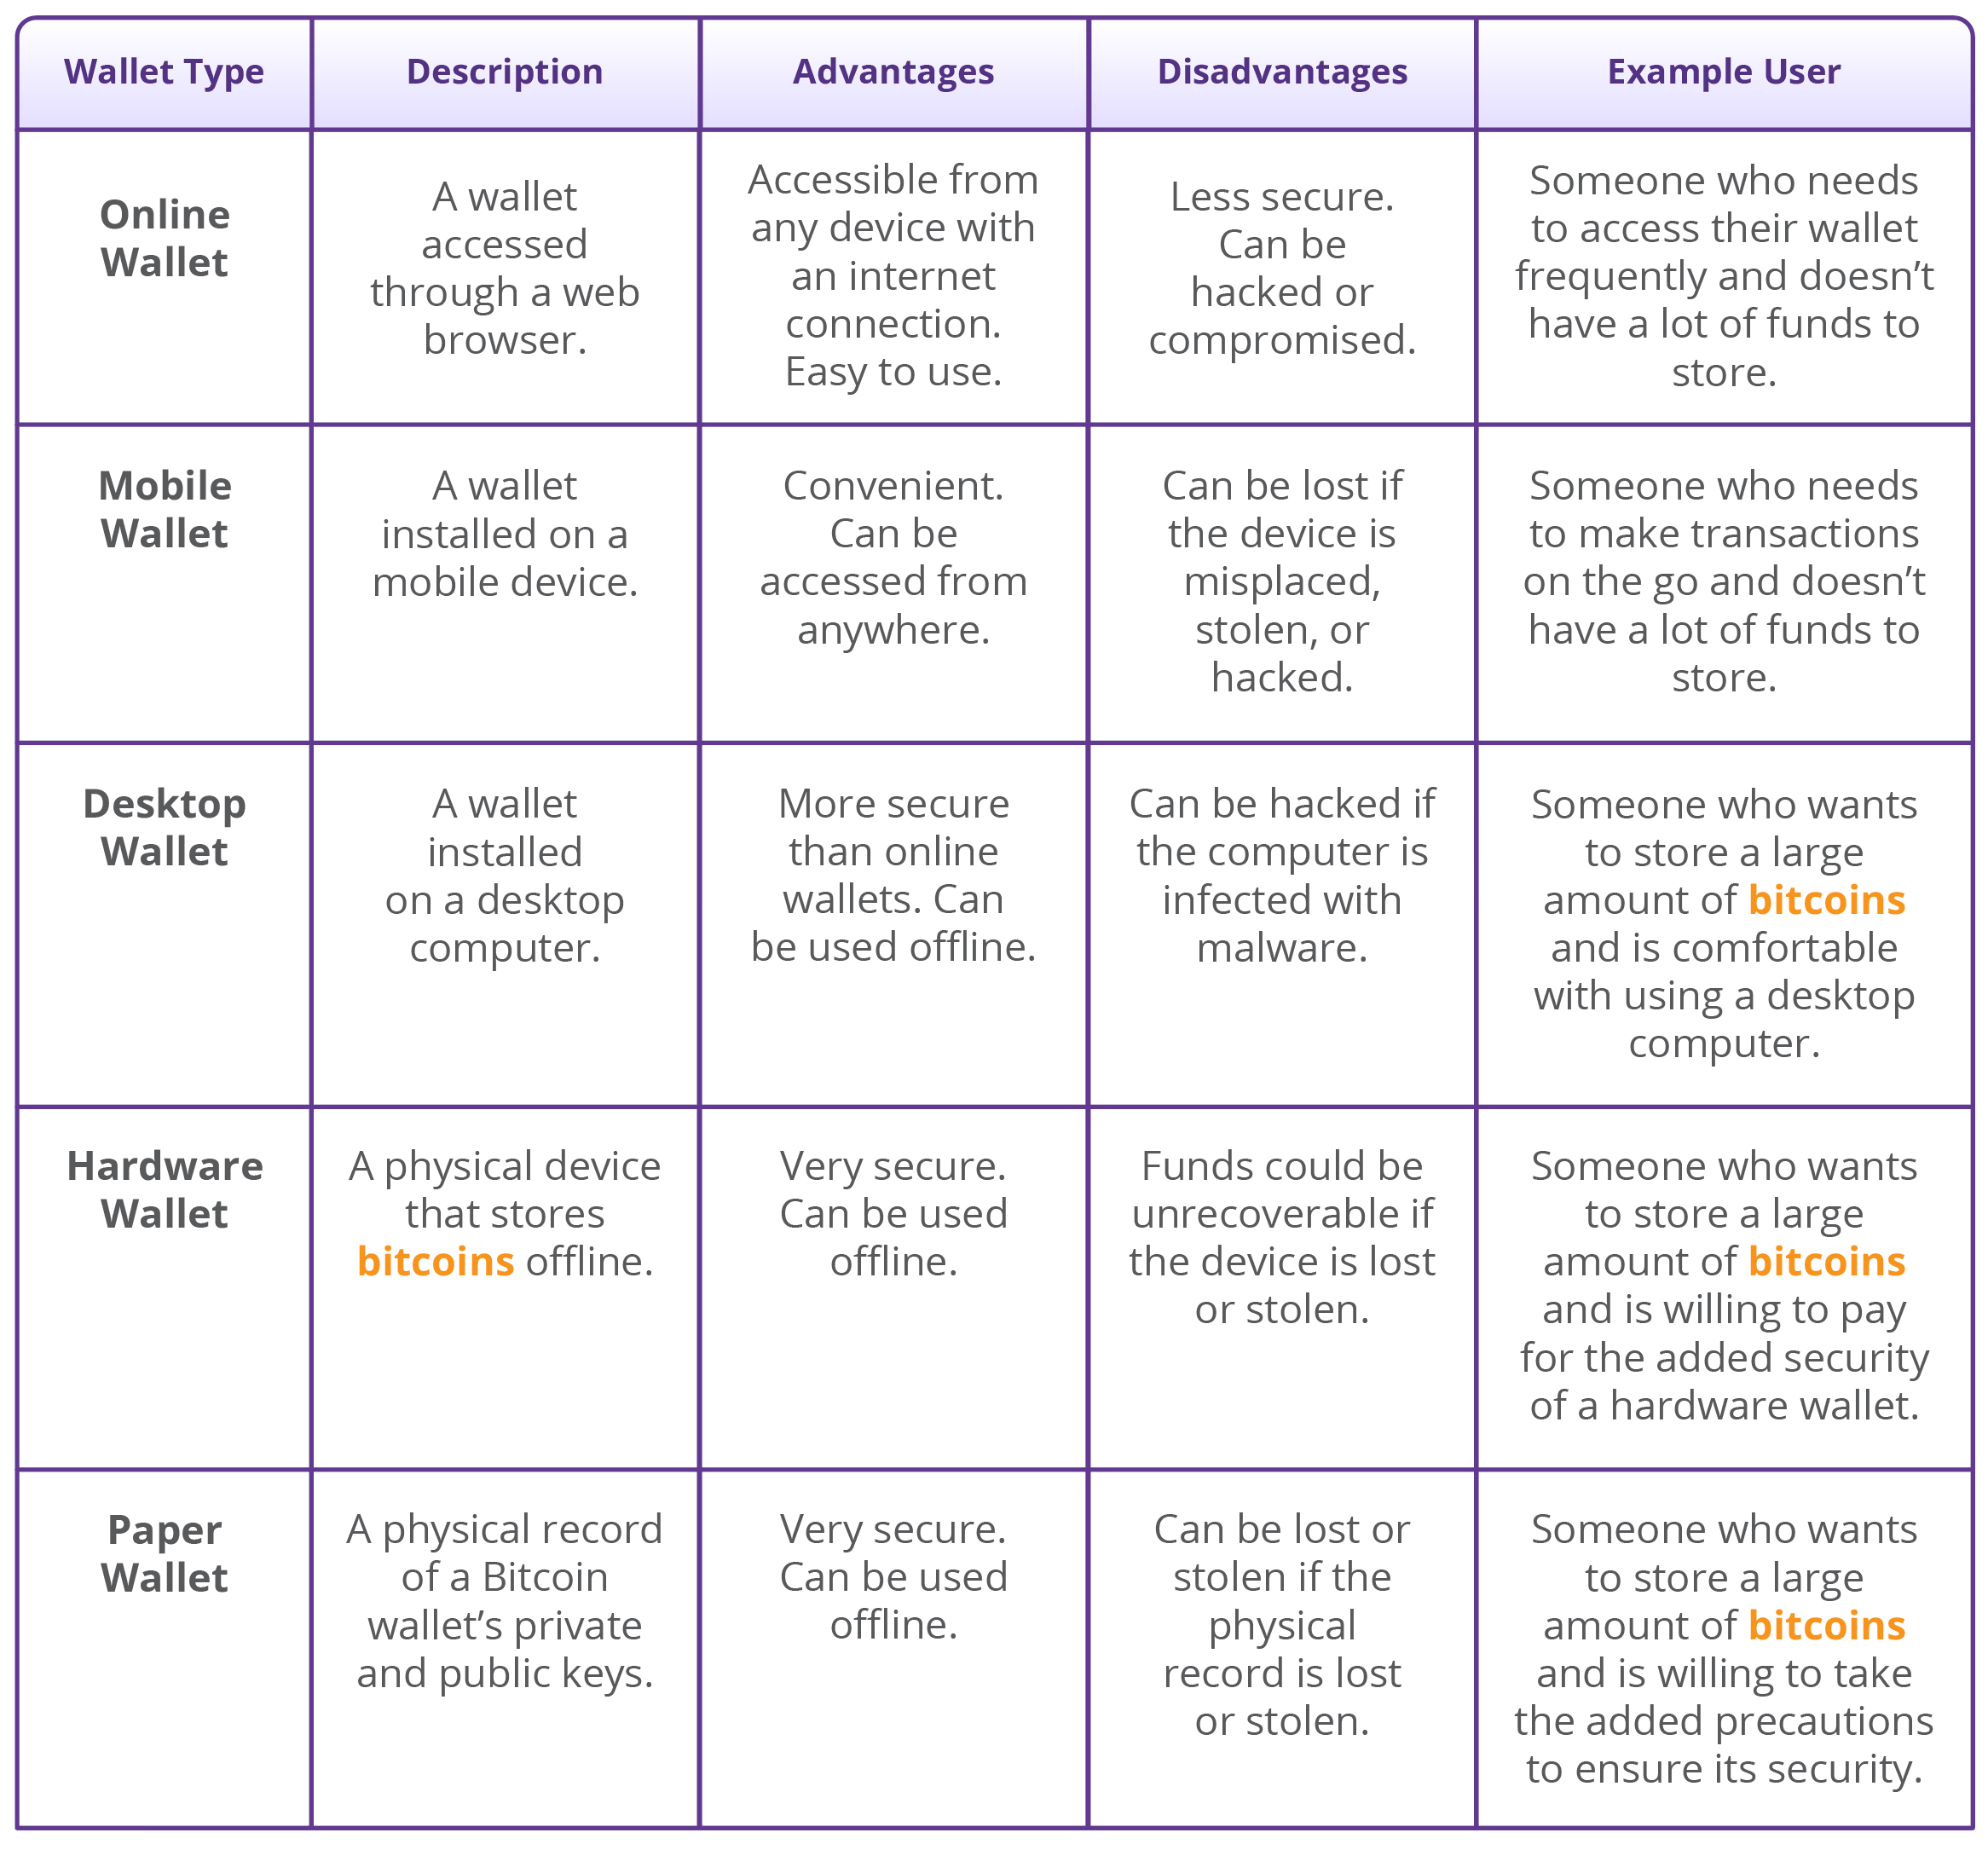 Wallet Type
Description
Advantages
Disadvantages
Example User
Online
Wallet
A wallet
accessed
through a web
browser.
Accessible from
any device with
an internet
connection.
Easy to use.
Less secure.
Can be
hacked or
compromised.
Someone who needs
to access their wallet
frequently and doesn’t
have a lot of funds to
store.
Mobile
Wallet
A wallet
installed on a
mobile device.
Convenient.
Can be
accessed from
anywhere.
Can be lost if
the device is
misplaced,
stolen, or
hacked.
Someone who needs
to make transactions
on the go and doesn’t
have a lot of funds to
store.
Desktop
Wallet
A wallet
installed
on a desktop
computer.
More secure
than online
wallets. Can
be used offline.
Can be hacked if
the computer is
infected with
malware.
Someone who wants
to store a large
amount of bitcoins
and is comfortable
with using a desktop
computer.
Hardware
Wallet
A physical device
that stores
bitcoins offline.
Very secure.
Can be used
offline.
Funds could be
unrecoverable if
the device is lost
or stolen.
Someone who wants
to store a large
amount of bitcoins
and is willing to pay
for the added security
of a hardware wallet.
Paper
Wallet
A physical record
of a Bitcoin
wallet’s private
and public keys.
Very secure.
Can be used
offline.
Can be lost or
stolen if the
physical
record is lost
or stolen.
Someone who wants
to store a large
amount of bitcoins
and is willing to take
the added precautions
to ensure its security.